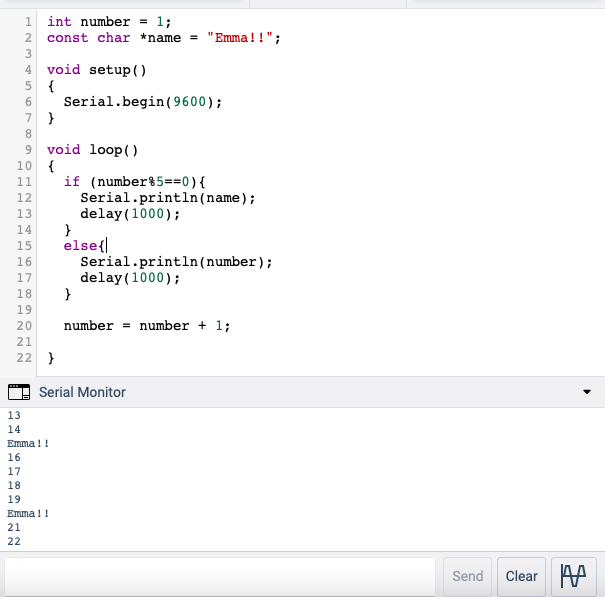 1 int number = 1;
2 const char *name = "Emma!!";
3
4 void setup()
5 {
6   Serial.begin(9600);
7 }
8
9 void loop()
10 {
11   if (number%5==0){
12     Serial.println(name);
13     delay(1000);
14   }
15   else{
16     Serial.println(number);
17     delay(1000);
18   }
19
20   number = number + 1;
21
22 }
Serial Monitor
13
14
Emma!!
16
17
18
19
Emma!!
21
22
Send Clear